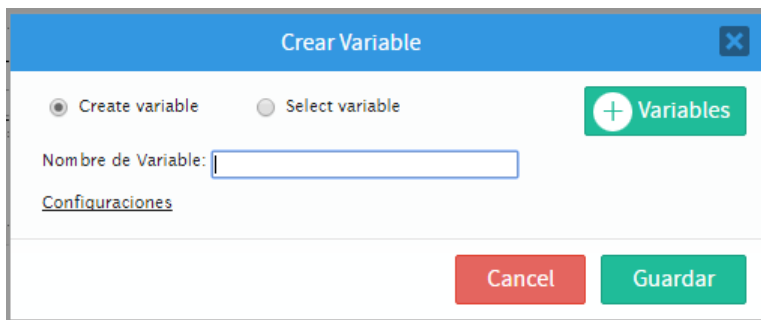 Crear Variable
Create variable
Select variable
Variables
Nombre de Variable:
Configuraciones
Cancel
Guardar